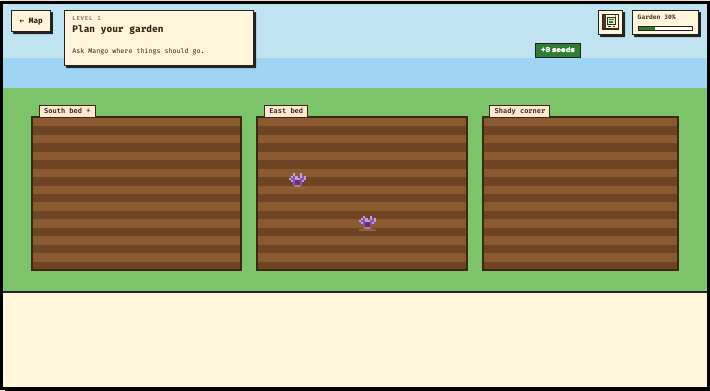 ← Map
LEVEL 1
Plan your garden
Ask Mango where things should go.
Garden 30%
+0 seeds
South bed *
East bed
Shady corner